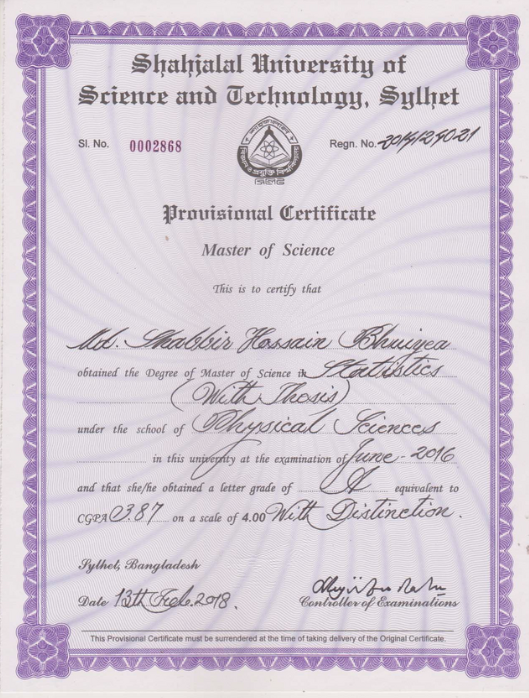 Shahjalal University of
Science and Technology, Sylhet
Sl. No. 0002868
Regn. No.
Provisional Certificate
Master of Science
This is to certify that
Md. Shabbir Hossain Bhuiyea
obtained the Degree of Master of Science in Statistics
(With Thesis)
under the school of Physical Sciences
in this university at the examination of June - 2016
and that she/he obtained a letter grade of A equivalent to
CGPA 3.87 on a scale of 4.00 With Distinction.
Sylhet, Bangladesh
Date 13th Feb. 2018.
Controller of Examinations
This Provisional Certificate must be surrendered at the time of taking delivery of the Original Certificate.